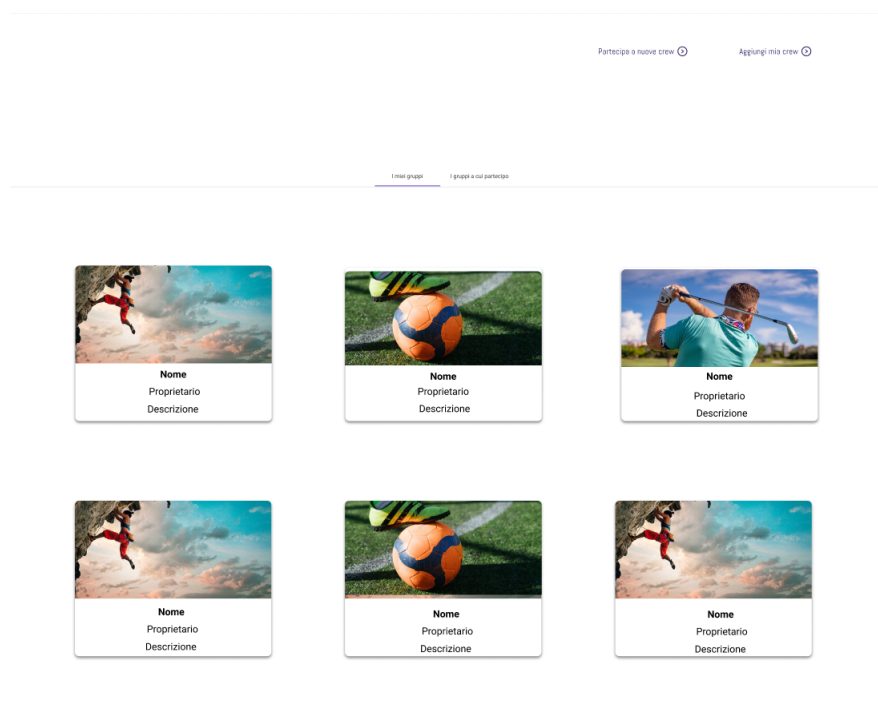 Partecipa a nuove crew
Aggiungi mia crew
I miei gruppi
I gruppi a cui partecipo
Nome
Proprietario
Descrizione
Nome
Proprietario
Descrizione
Nome
Proprietario
Descrizione
Nome
Proprietario
Descrizione
Nome
Proprietario
Descrizione
Nome
Proprietario
Descrizione